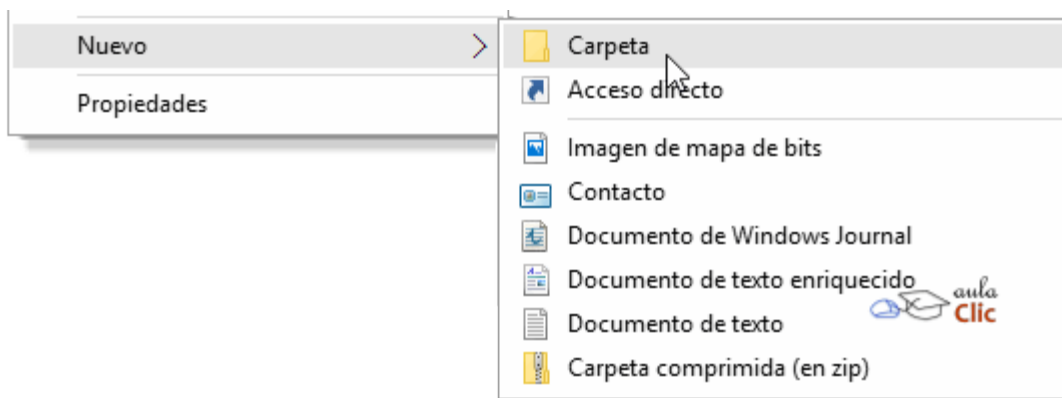 Nuevo
Propiedades
Carpeta
Acceso directo
Imagen de mapa de bits
Contacto
Documento de Windows Journal
Documento de texto enriquecido
Documento de texto
Carpeta comprimida (en zip)
aula
Clic